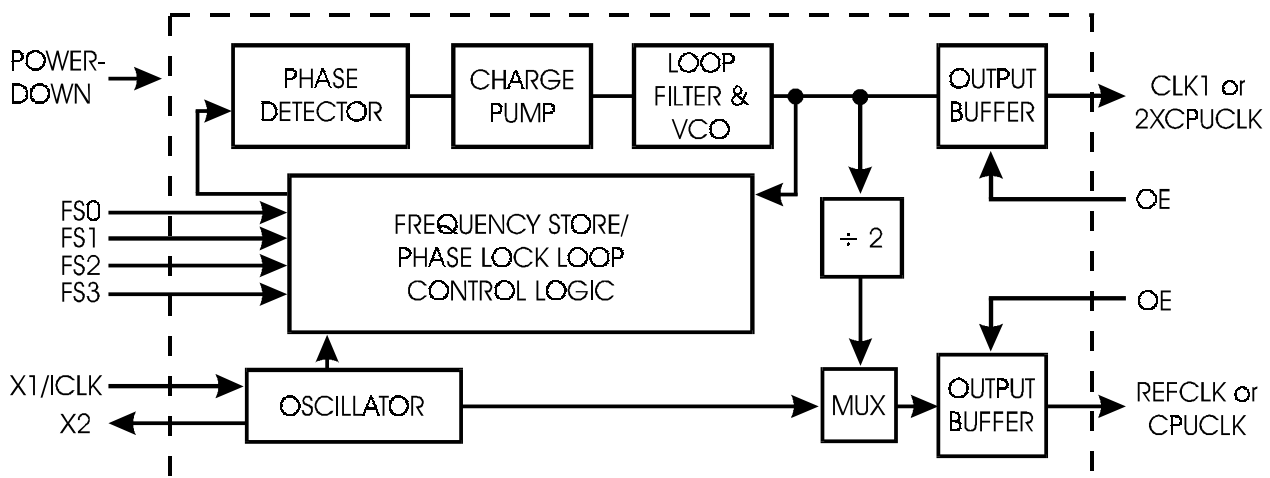 POWER-
DOWN
PHASE
DETECTOR
CHARGE
PUMP
LOOP
FILTER &
VCO
OUTPUT
BUFFER
CLK1 or
2XCPUCLK
OE
FS0
FS1
FS2
FS3
FREQUENCY STORE/
PHASE LOCK LOOP
CONTROL LOGIC
÷ 2
OE
X1/ICLK
X2
OSCILLATOR
MUX
OUTPUT
BUFFER
REFCLK or
CPUCLK